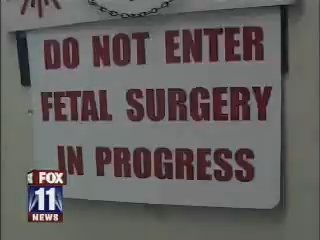 DO NOT ENTER
FETAL SURGERY
IN PROGRESS
FOX
11
NEWS